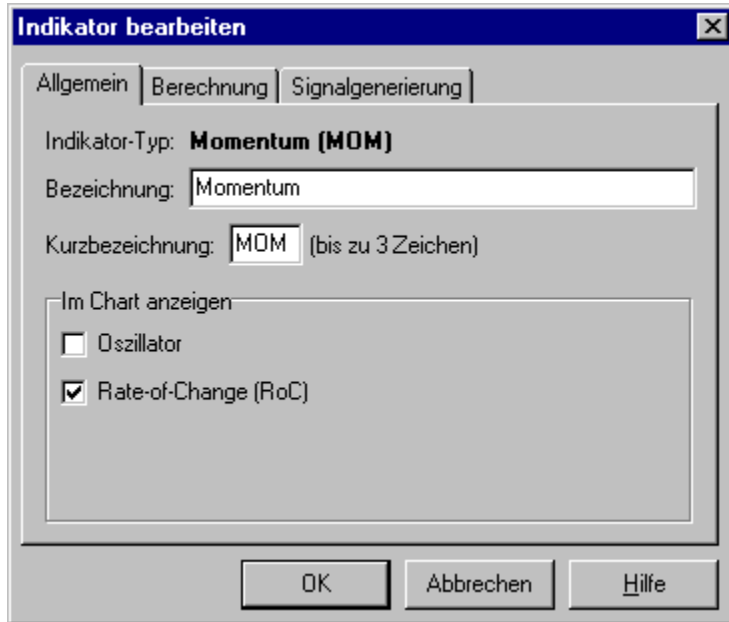 Indikator bearbeiten
Allgemein Berechnung Signalgenerierung
Indikator-Typ: Momentum (MOM)
Bezeichnung: Momentum
Kurzbezeichnung: MOM (bis zu 3 Zeichen)
Im Chart anzeigen
Oszillator
Rate-of-Change (RoC)
OK Abbrechen Hilfe